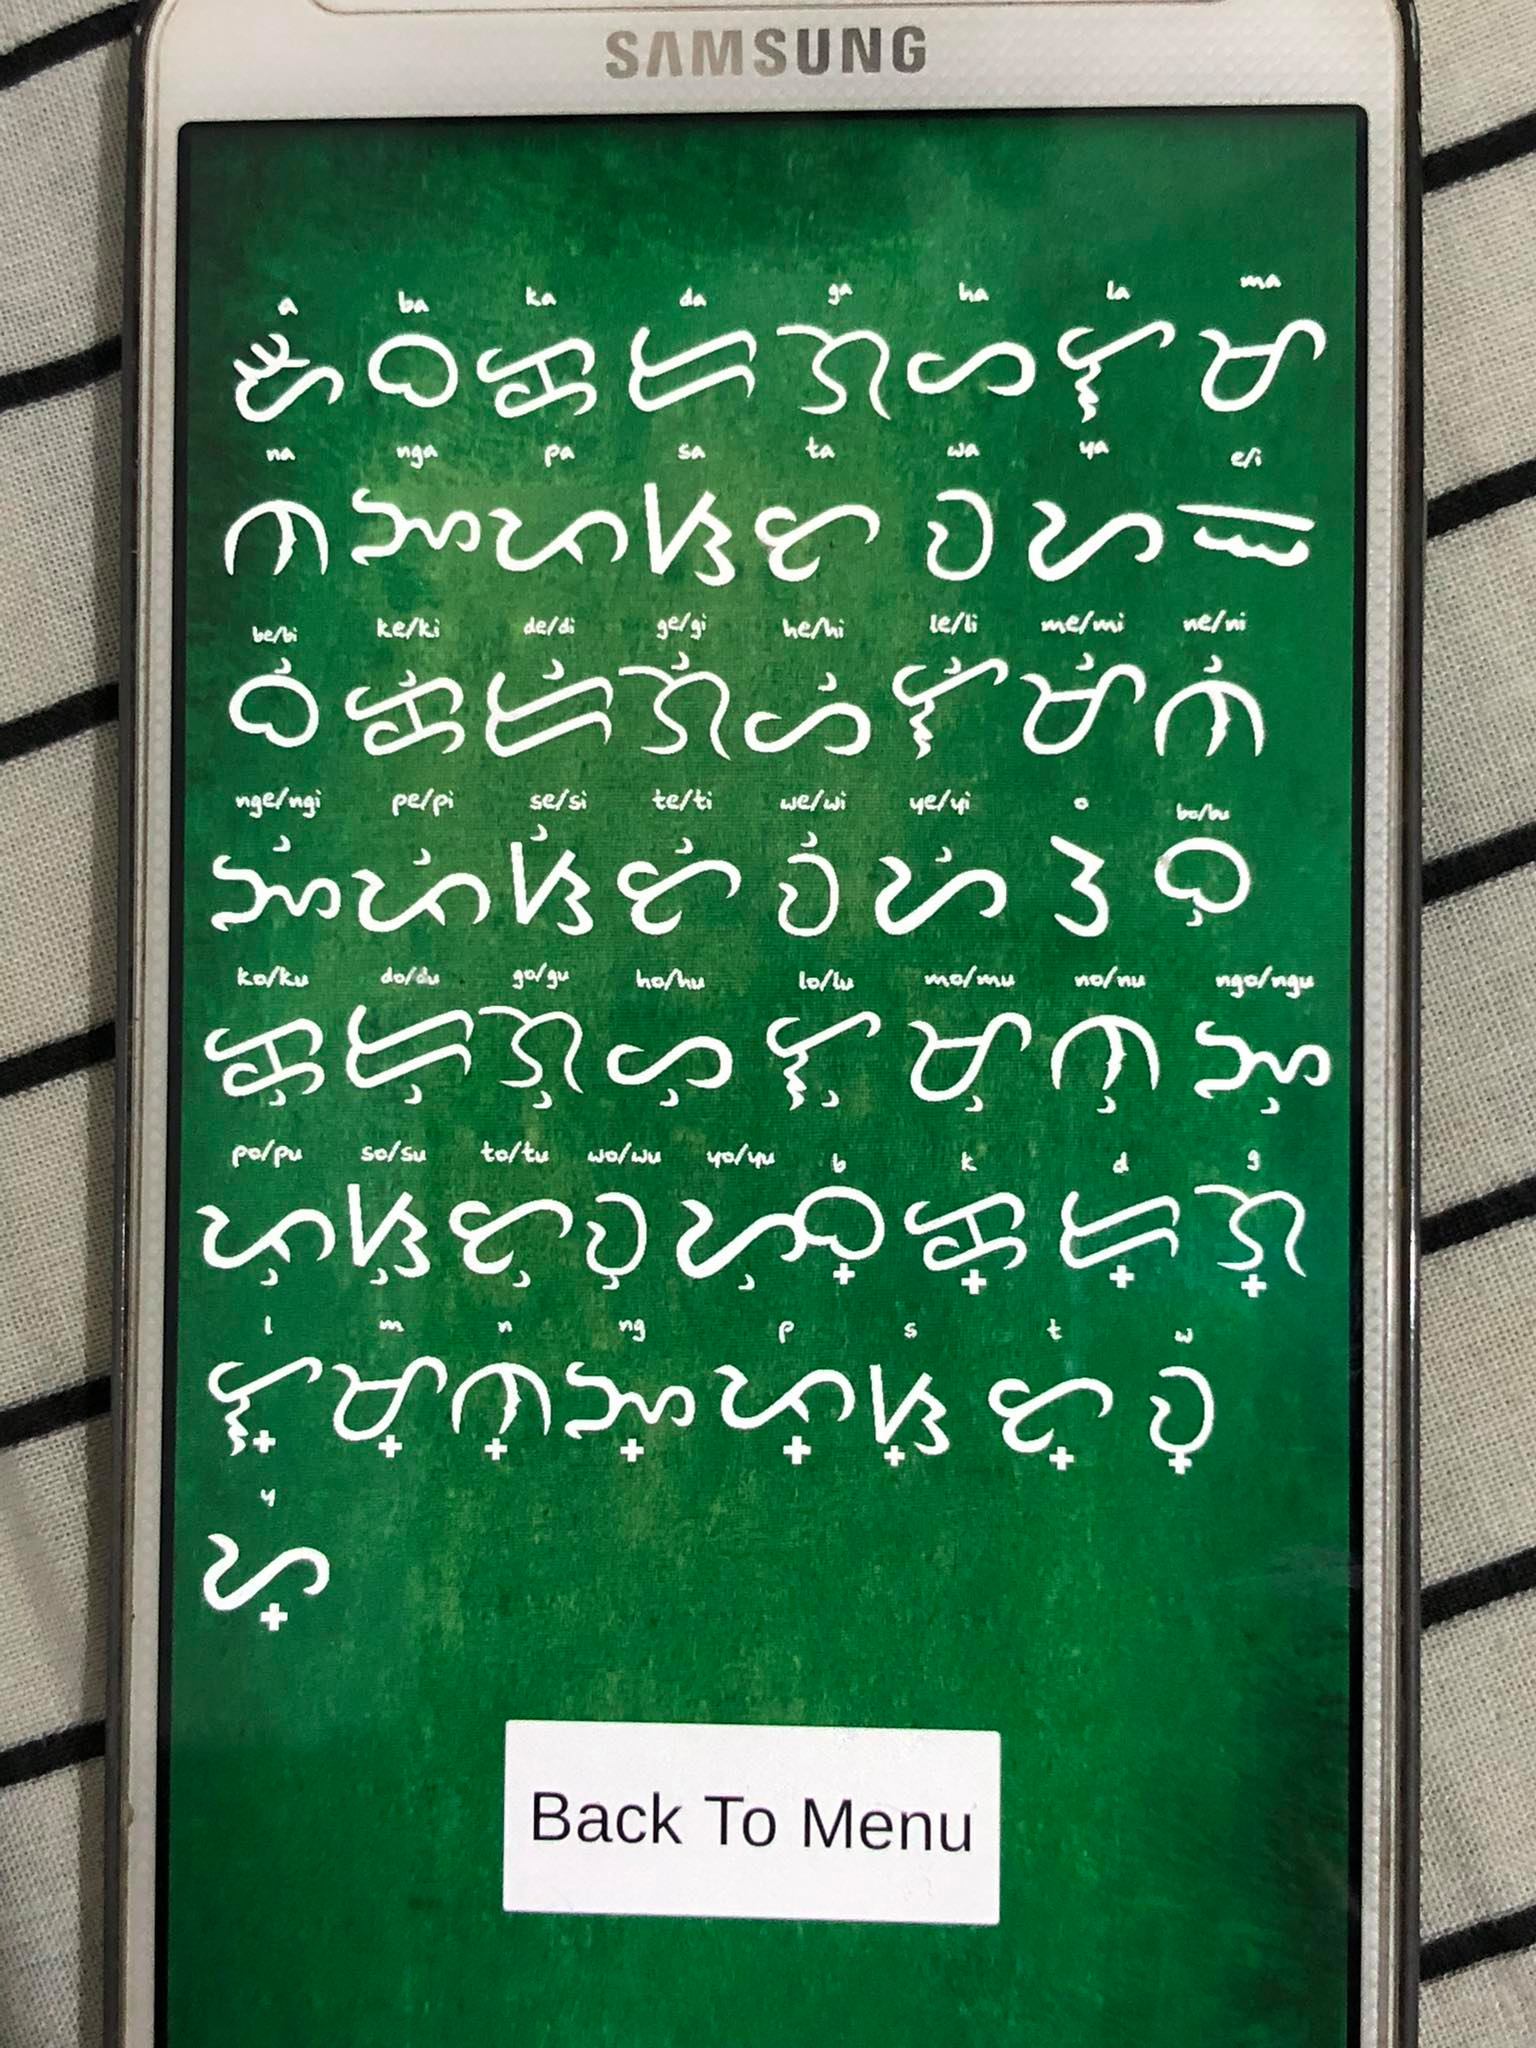 SAMSUNG
a ba ka da ga ha la ma
ᜀ ᜊ ᜃ ᜇ ᜄ ᜑ ᜎ ᜋ
na nga pa sa ta wa ya e/i
ᜈ ᜅ ᜉ ᜐ ᜆ ᜏ ᜌ ᜁ
be/bi ke/ki de/di ge/gi he/hi le/li me/mi ne/ni
ᜊᜒ ᜃᜒ ᜇᜒ ᜄᜒ ᜑᜒ ᜎᜒ ᜋᜒ ᜈᜒ
nge/ngi pe/pi se/si te/ti we/wi ye/yi o bo/bu
ᜅᜒ ᜉᜒ ᜐᜒ ᜆᜒ ᜏᜒ ᜌᜒ ᜂ ᜊᜓ
ko/ku do/du go/gu ho/hu lo/lu mo/mu no/nu ngo/ngu
ᜃᜓ ᜇᜓ ᜄᜓ ᜑᜓ ᜎᜓ ᜋᜓ ᜈᜓ ᜅᜓ
po/pu so/su to/tu wo/wu yo/yu b k d g
ᜉᜓ ᜐᜓ ᜆᜓ ᜏᜓ ᜌᜓ ᜊ᜔ ᜃ᜔ ᜇ᜔ ᜄ᜔
l m n ng p s t w
ᜎ᜔ ᜋ᜔ ᜈ᜔ ᜅ᜔ ᜉ᜔ ᜐ᜔ ᜆ᜔ ᜏ᜔
y
ᜌ᜔
Back To Menu